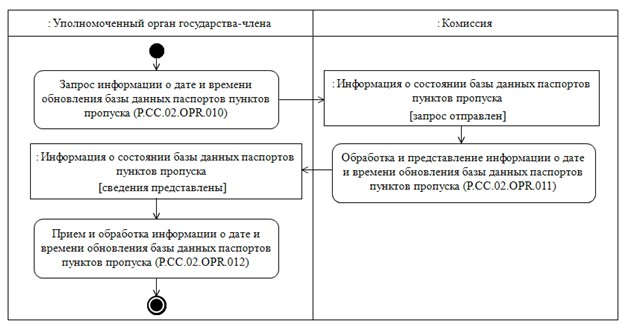 : Уполномоченный орган государства-члена
: Комиссия
Запрос информации о дате и времени
обновления базы данных паспортов пунктов
пропуска (P.CC.02.OPR.010)
: Информация о состоянии базы данных паспортов
пунктов пропуска
[запрос отправлен]
Обработка и представление информации о дате
и времени обновления базы данных паспортов
пунктов пропуска (P.CC.02.OPR.011)
: Информация о состоянии базы данных паспортов
пунктов пропуска
[сведения представлены]
Прием и обработка информации о дате и
времени обновления базы данных паспортов
пунктов пропуска (P.CC.02.OPR.012)